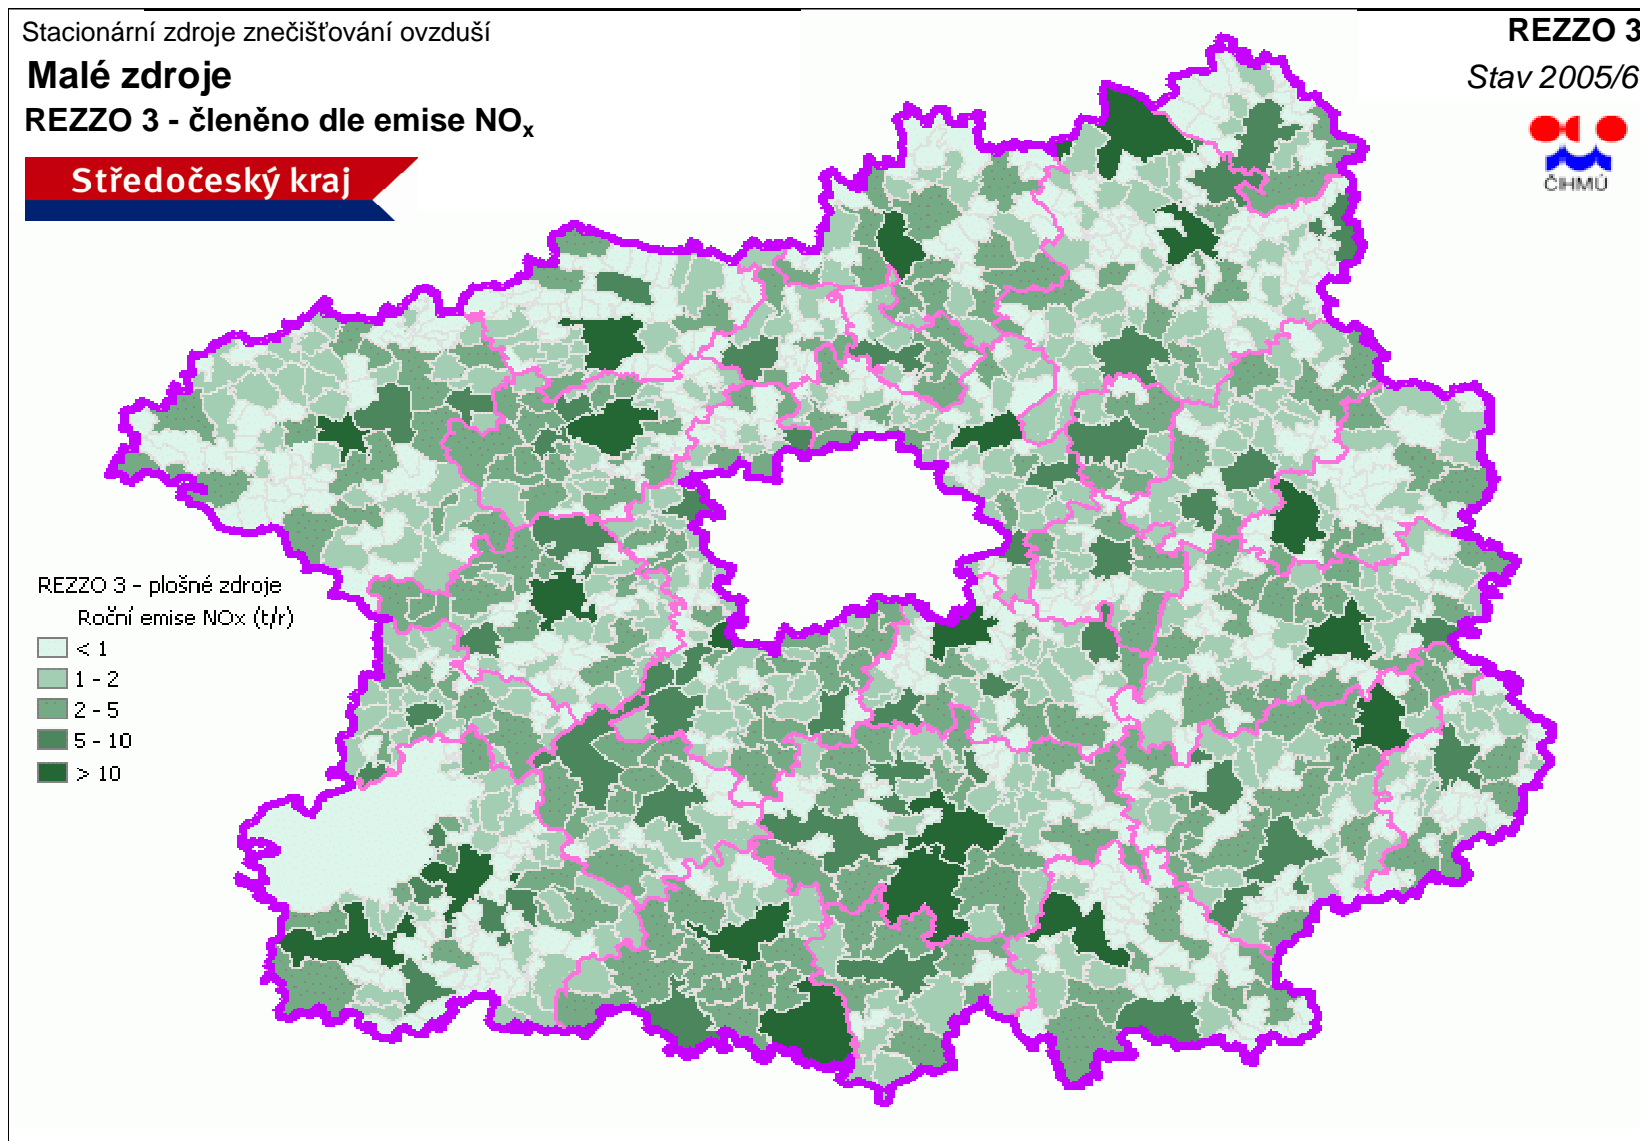 Stacionární zdroje znečišťování ovzduší
REZZO 3
Malé zdroje
Stav 2005/6
REZZO 3 - členěno dle emise NOx
Středočeský kraj
ČHMÚ
REZZO 3 - plošné zdroje
Roční emise NOx (t/r)
< 1
1 - 2
2 - 5
5 - 10
> 10